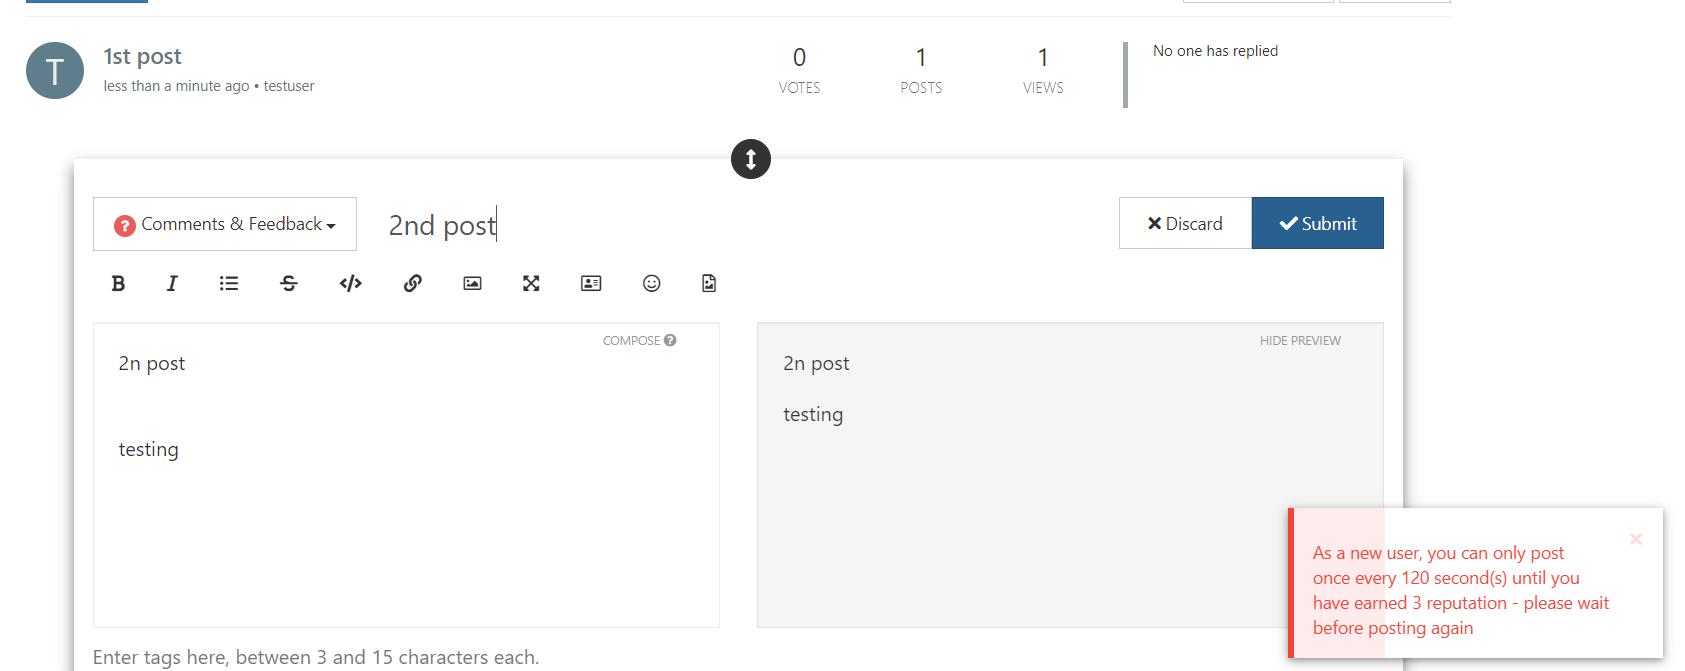 T
1st post
less than a minute ago • testuser
0
VOTES
1
POSTS
1
VIEWS
No one has replied
? Comments & Feedback
2nd post
Discard
Submit
B I S </>
COMPOSE ?
2n post
testing
HIDE PREVIEW
2n post
testing
As a new user, you can only post
once every 120 second(s) until you
have earned 3 reputation - please wait
before posting again
Enter tags here, between 3 and 15 characters each.